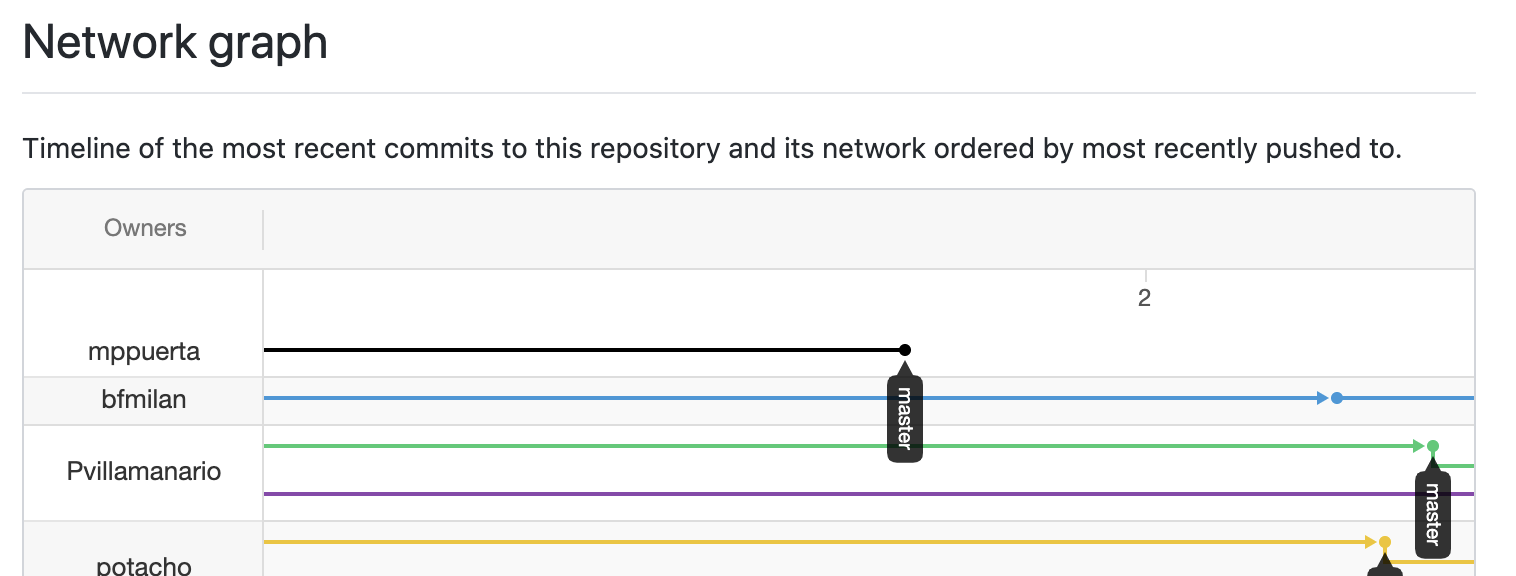 Network graph
Timeline of the most recent commits to this repository and its network ordered by most recently pushed to.
Owners
2
mppuerta
bfmilan
master
Pvillamanario
master
potacho